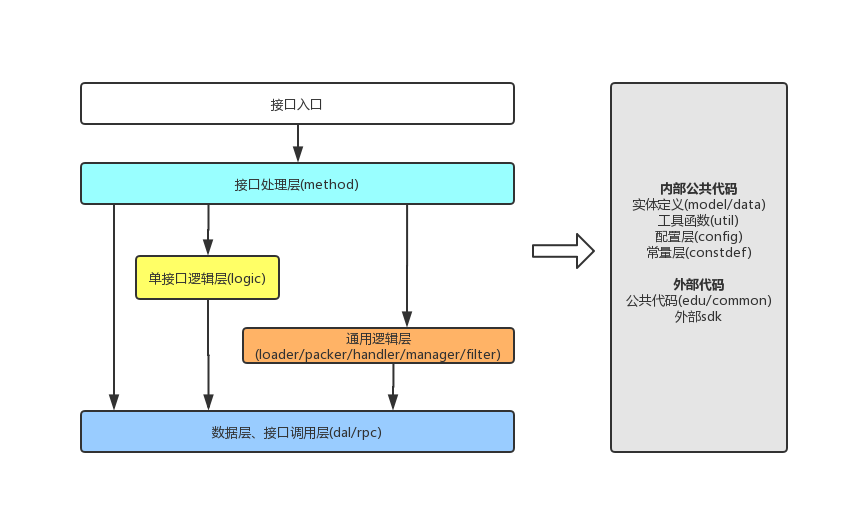 接口入口
接口处理层(method)
单接口逻辑层(logic)
通用逻辑层
(loader/packer/handler/manager/filter)
数据层、接口调用层(dal/rpc)
内部公共代码
实体定义(model/data)
工具函数(util)
配置层(config)
常量层(constdef)
外部代码
公共代码(edu/common)
外部sdk